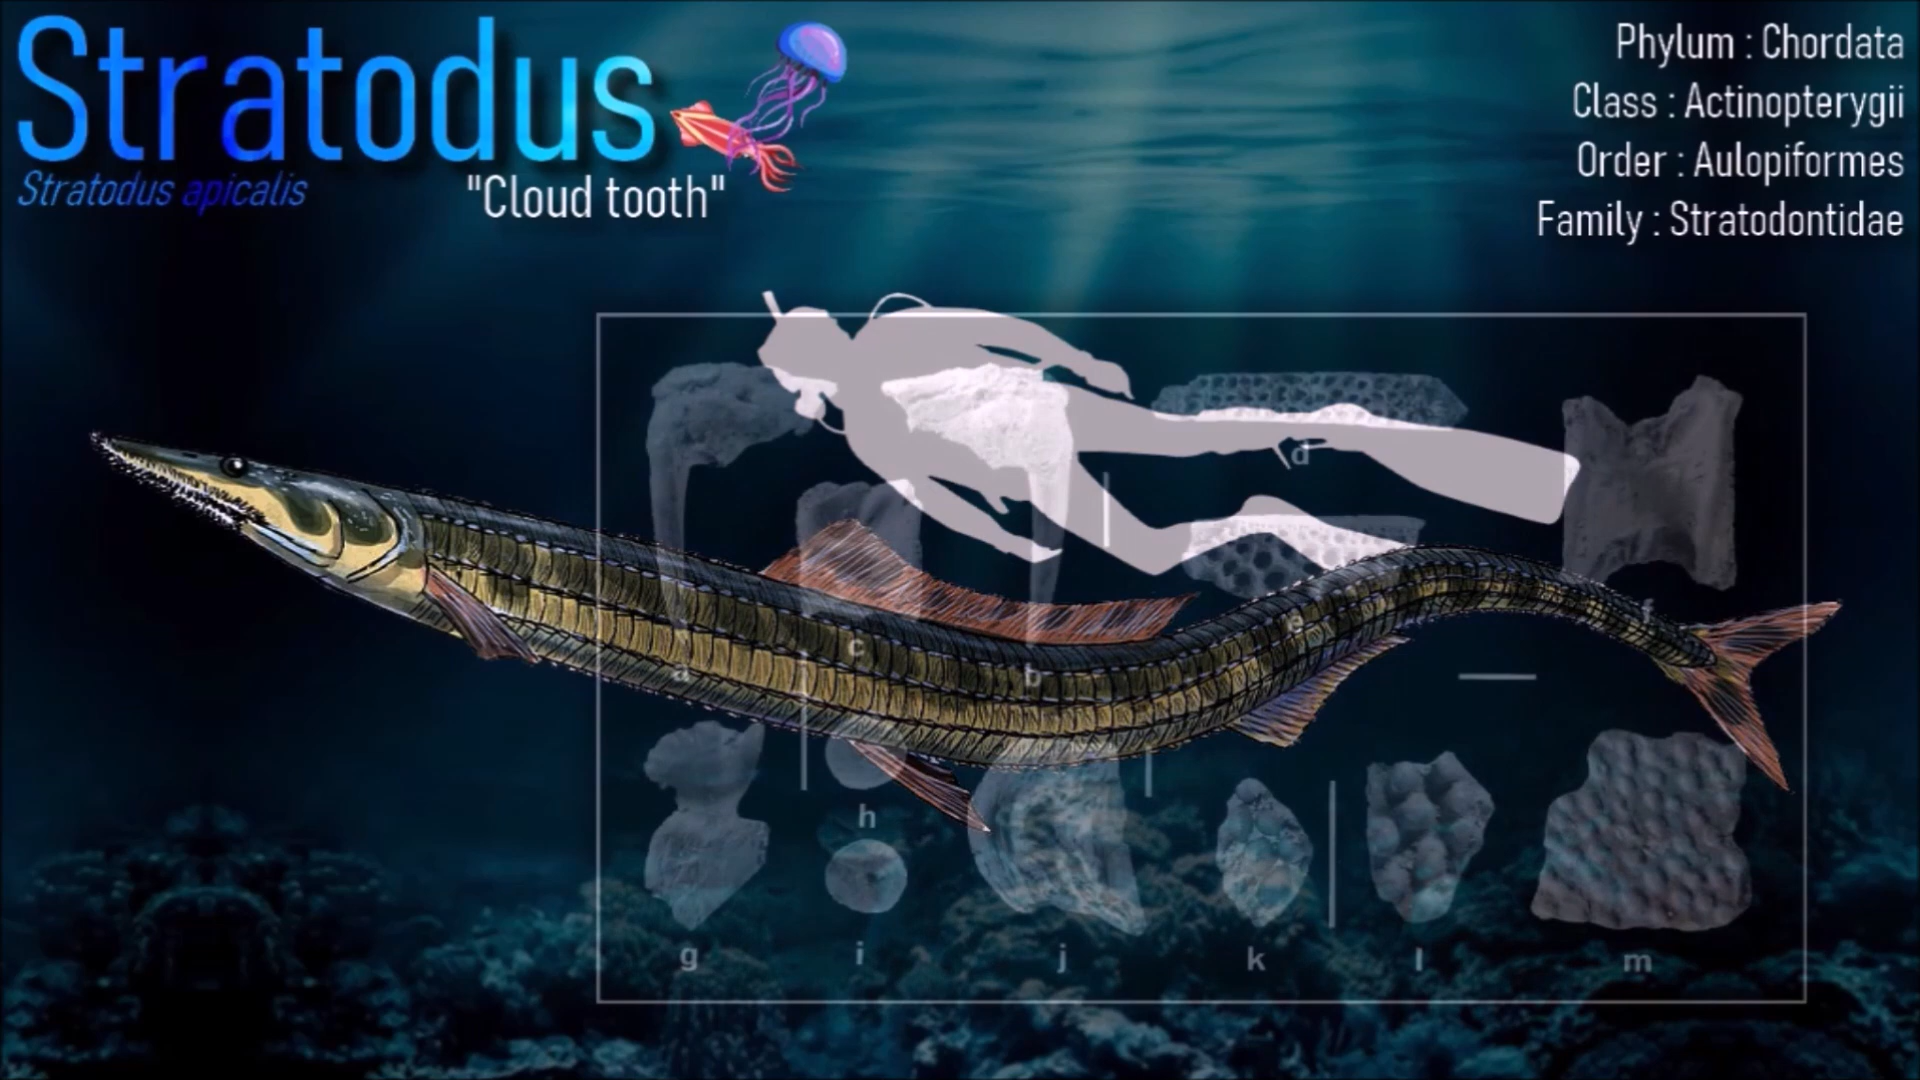 Stratodus
Stratodus apicalis
"Cloud tooth"
Phylum : Chordata
Class : Actinopterygii
Order : Aulopiformes
Family : Stratodontidae
d
f
e
c
a
b
h
g
i
j
k
l
m